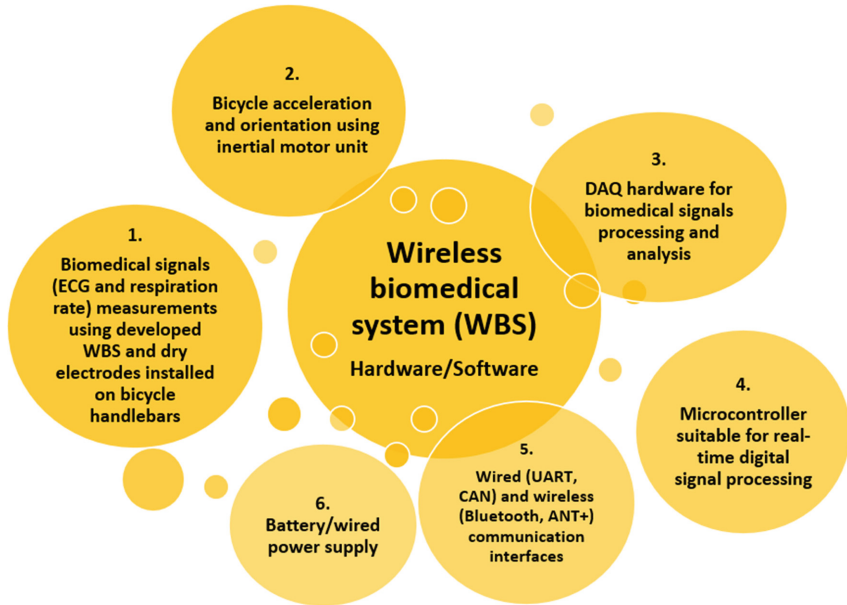 1.
Biomedical signals
(ECG and respiration
rate) measurements
using developed
WBS and dry
electrodes installed
on bicycle
handlebars
2.
Bicycle acceleration
and orientation using
inertial motor unit
Wireless
biomedical
system (WBS)
Hardware/Software
3.
DAQ hardware for
biomedical signals
processing and
analysis
4.
Microcontroller
suitable for real-
time digital
signal processing
5.
Wired (UART,
CAN) and wireless
(Bluetooth, ANT+)
communication
interfaces
6.
Battery/wired
power supply